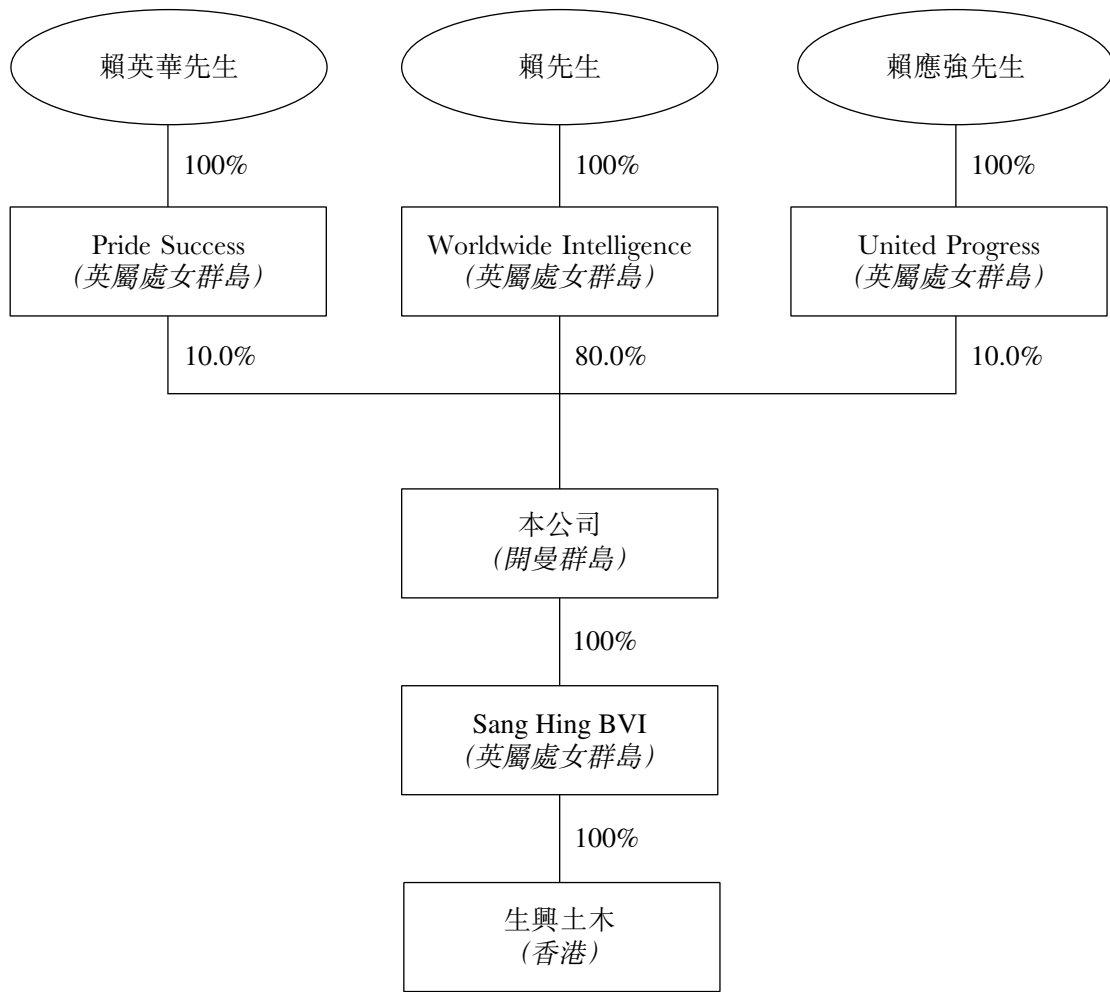 賴英華先生
賴先生
賴應強先生
100%
100%
100%
Pride Success
(英屬處女群島)
Worldwide Intelligence
(英屬處女群島)
United Progress
(英屬處女群島)
10.0%
80.0%
10.0%
本公司
(開曼群島)
100%
Sang Hing BVI
(英屬處女群島)
100%
生興土木
(香港)